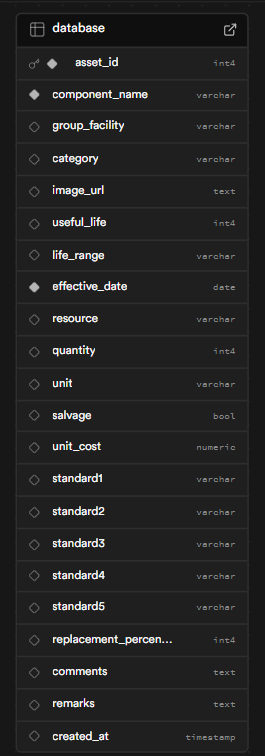 database
asset_id int4
component_name varchar
group_facility varchar
category varchar
image_url text
useful_life int4
life_range varchar
effective_date date
resource varchar
quantity int4
unit varchar
salvage bool
unit_cost numeric
standard1 varchar
standard2 varchar
standard3 varchar
standard4 varchar
standard5 varchar
replacement_percen... int4
comments text
remarks text
created_at timestamp